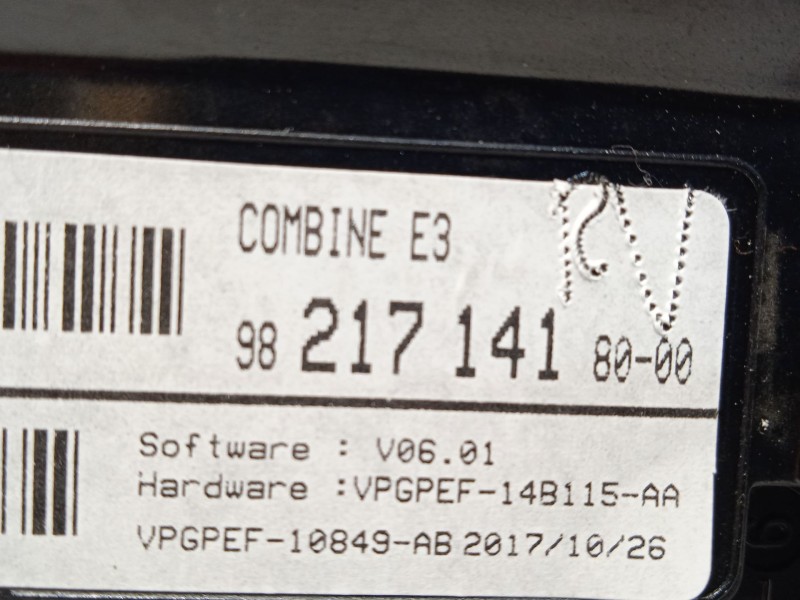 COMBINE E3
98 217 141 80-00
Software : V06.01
Hardware :VPGPEF-14B115-AA
VPGPEF-10849-AB 2017/10/26